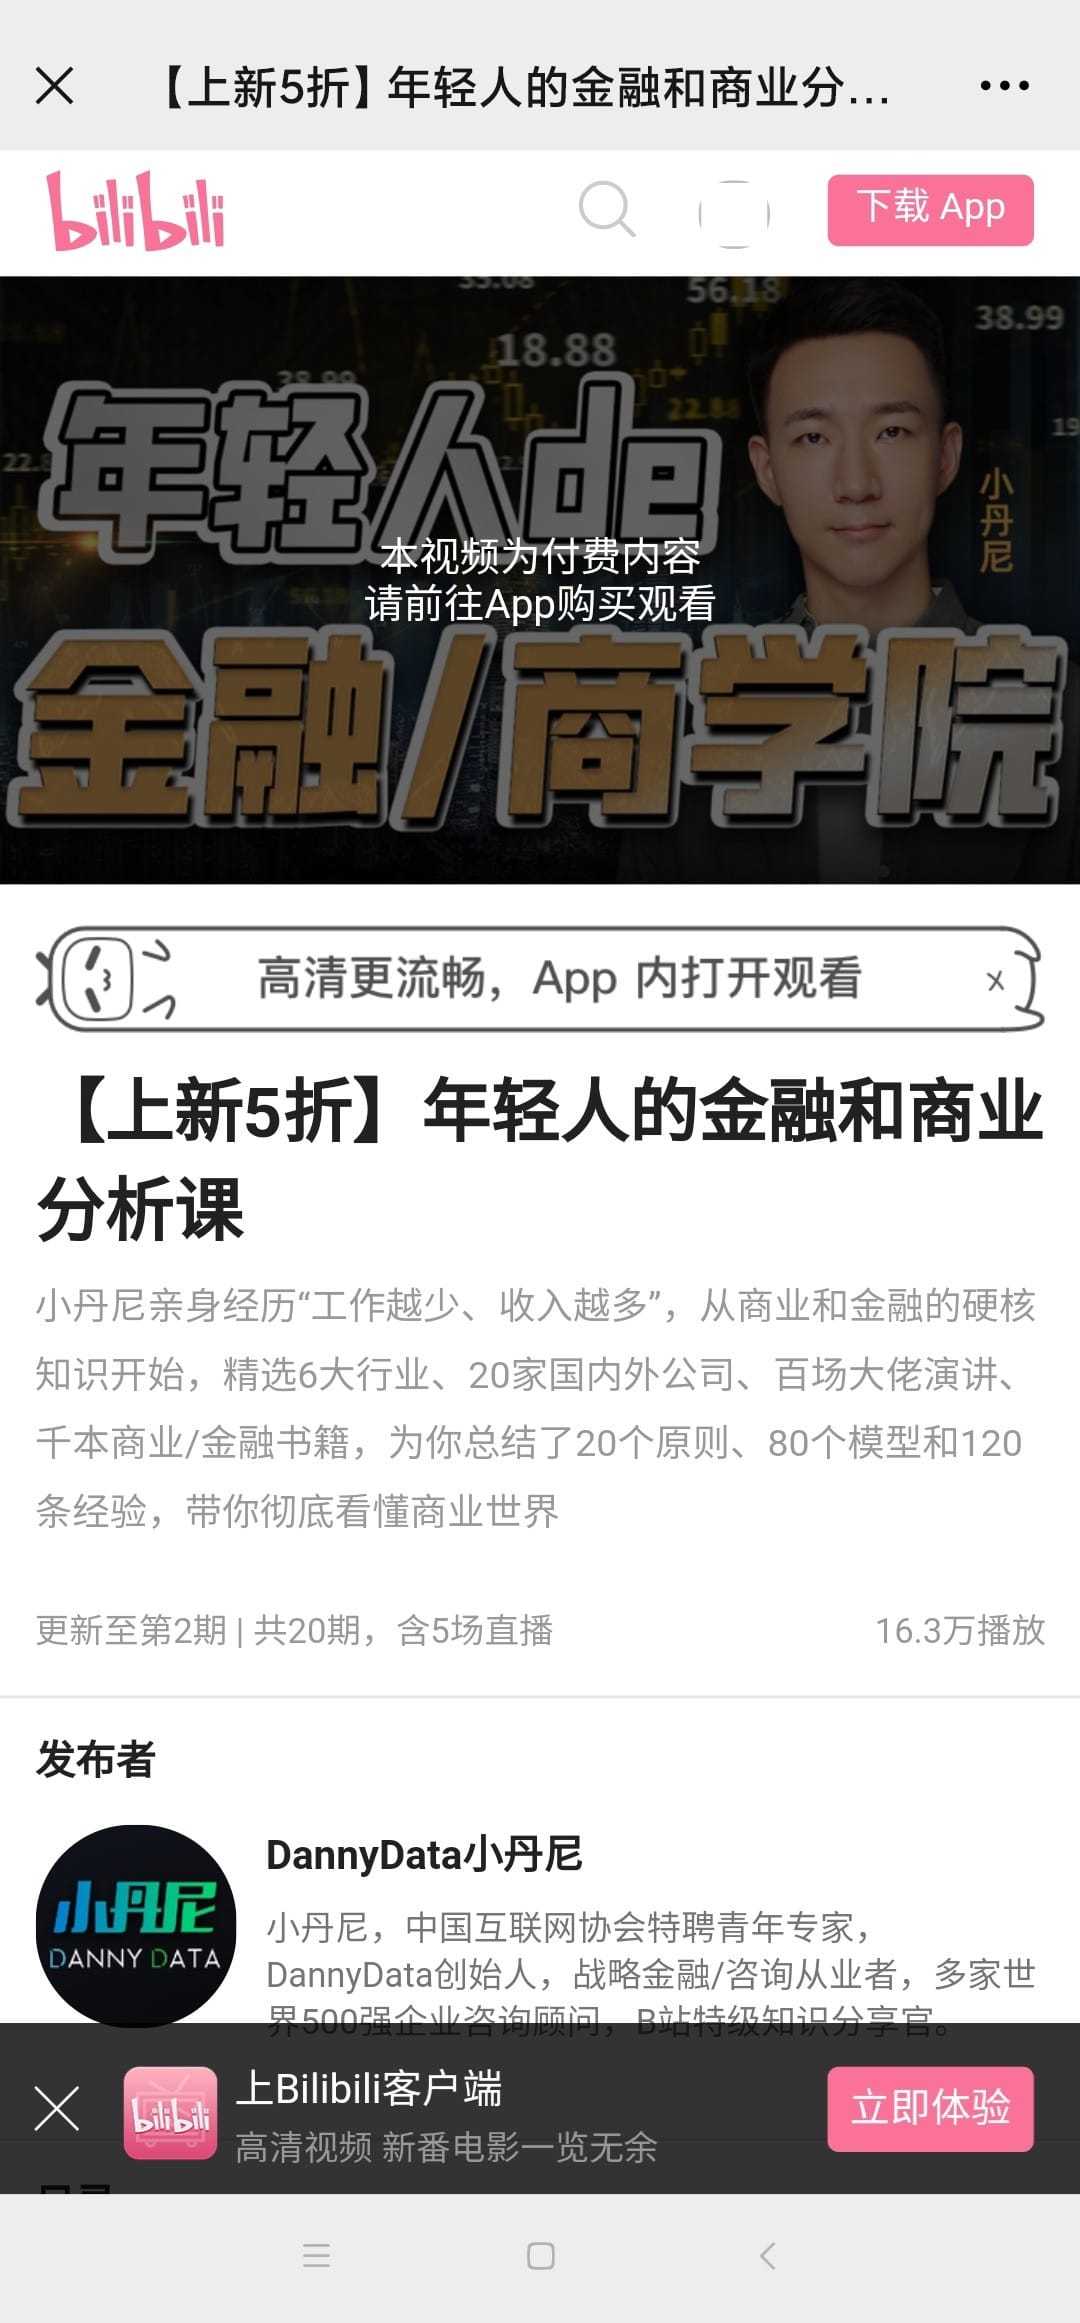 【上新5折】年轻人的金融和商业分...
bilibili
下载 App
56.18
38.99
18.88
38.99
22.88
年轻人de
小丹尼
本视频为付费内容
请前往App购买观看
金融/商学院
高清更流畅，App 内打开观看
【上新5折】年轻人的金融和商业
分析课
小丹尼亲身经历“工作越少、收入越多”，从商业和金融的硬核
知识开始，精选6大行业、20家国内外公司、百场大佬演讲、
千本商业/金融书籍，为你总结了20个原则、80个模型和120
条经验，带你彻底看懂商业世界
更新至第2期 | 共20期，含5场直播
16.3万播放
发布者
小丹尼
DANNY DATA
DannyData小丹尼
小丹尼，中国互联网协会特聘青年专家，
DannyData创始人，战略金融/咨询从业者，多家世
界500强企业咨询顾问，B站特级知识分享官。
bilibili
上Bilibili客户端
高清视频 新番电影一览无余
立即体验